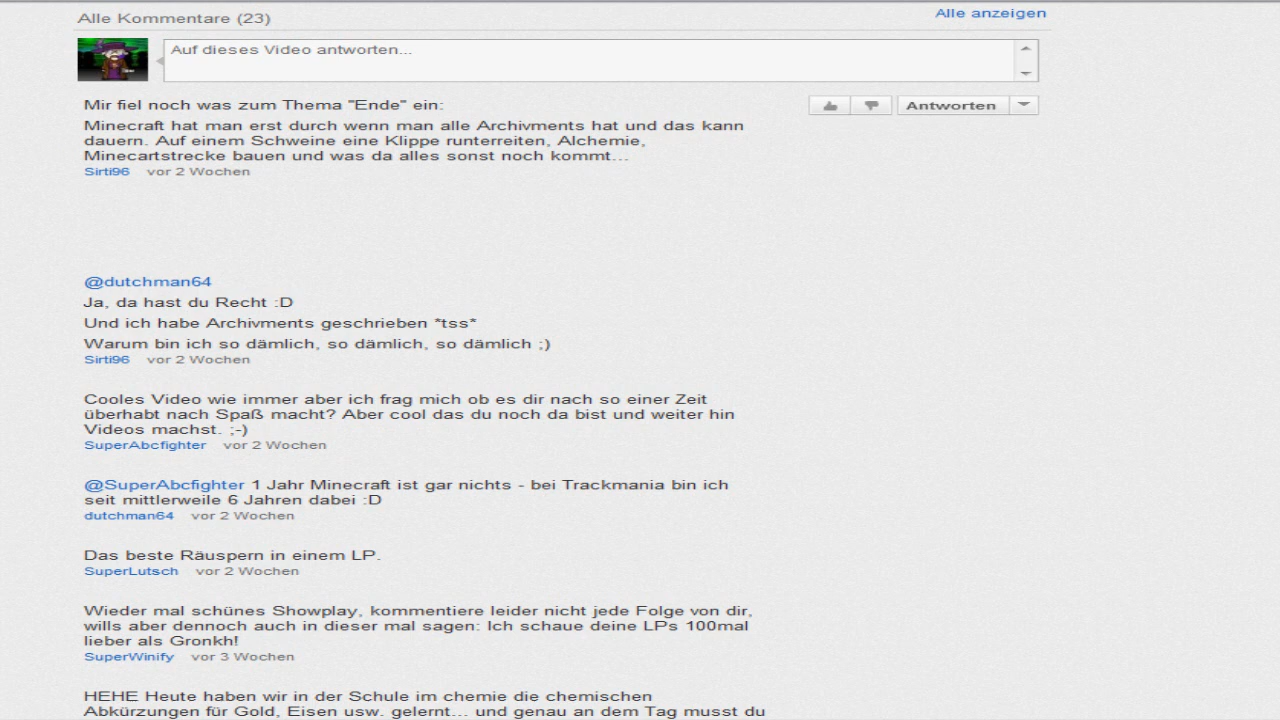 Alle Kommentare (23)
Alle anzeigen
Auf dieses Video antworten...
Mir fiel noch was zum Thema "Ende" ein:
Antworten
Minecraft hat man erst durch wenn man alle Archivments hat und das kann
dauern. Auf einem Schweine eine Klippe runterreiten, Alchemie,
Minecartstrecke bauen und was da alles sonst noch kommt...
Sirti96 vor 2 Wochen
@dutchman64
Ja, da hast du Recht :D
Und ich habe Archivments geschrieben *tss*
Warum bin ich so dämlich, so dämlich, so dämlich ;)
Sirti96 vor 2 Wochen
Cooles Video wie immer aber ich frag mich ob es dir nach so einer Zeit
überhabt nach Spaß macht? Aber cool das du noch da bist und weiter hin
Videos machst. ;-)
SuperAbcfighter vor 2 Wochen
@SuperAbcfighter 1 Jahr Minecraft ist gar nichts - bei Trackmania bin ich
seit mittlerweile 6 Jahren dabei :D
dutchman64 vor 2 Wochen
Das beste Räuspern in einem LP.
SuperLutsch vor 2 Wochen
Wieder mal schünes Showplay, kommentiere leider nicht jede Folge von dir,
wills aber dennoch auch in dieser mal sagen: Ich schaue deine LPs 100mal
lieber als Gronkh!
SuperWinify vor 3 Wochen
HEHE Heute haben wir in der Schule im chemie die chemischen
Abkürzungen für Gold, Eisen usw. gelernt... und genau an dem Tag musst du